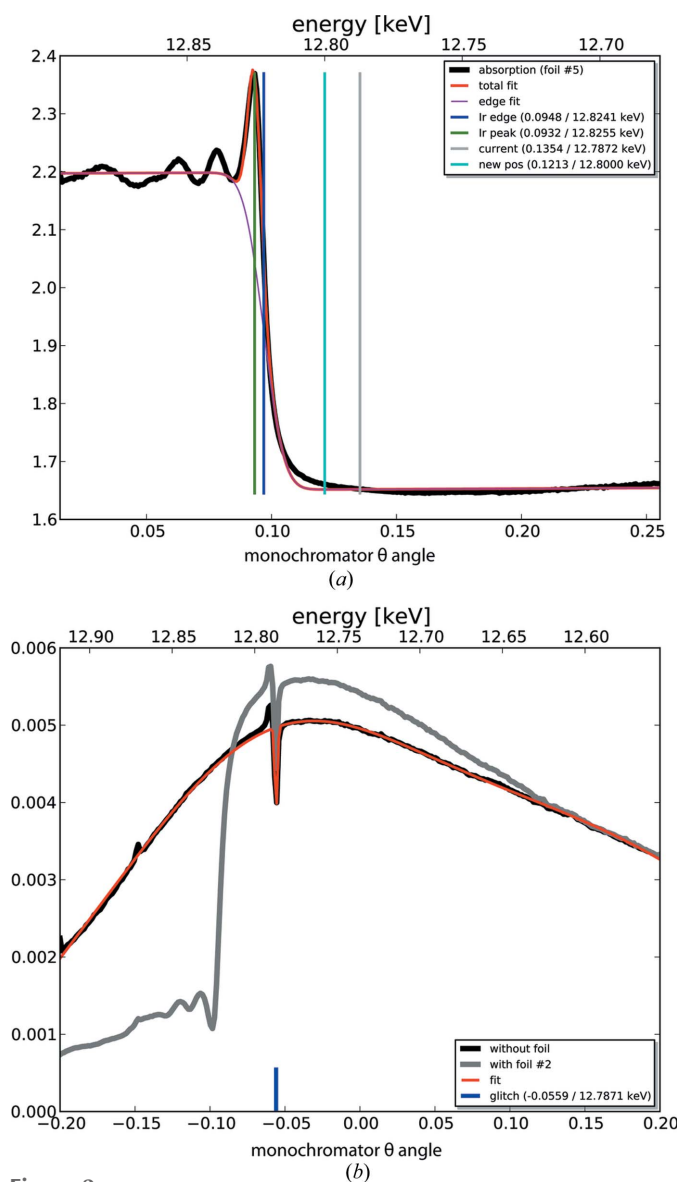 energy [keV]
12.85 12.80 12.75 12.70
2.4
2.3
2.2
2.1
2.0
1.9
1.8
1.7
1.6
absorption (foil #5)
total fit
edge fit
Ir edge (0.0948 / 12.8241 keV)
Ir peak (0.0932 / 12.8255 keV)
current (0.1354 / 12.7872 keV)
new pos (0.1213 / 12.8000 keV)
0.05 0.10 0.15 0.20 0.25
monochromator θ angle
(a)
energy [keV]
12.90 12.85 12.80 12.75 12.70 12.65 12.60
0.006
0.005
0.004
0.003
0.002
0.001
0.000
without foil
with foil #2
fit
glitch (-0.0559 / 12.7871 keV)
−0.20 −0.15 −0.10 −0.05 0.00 0.05 0.10 0.15 0.20
monochromator θ angle
(b)